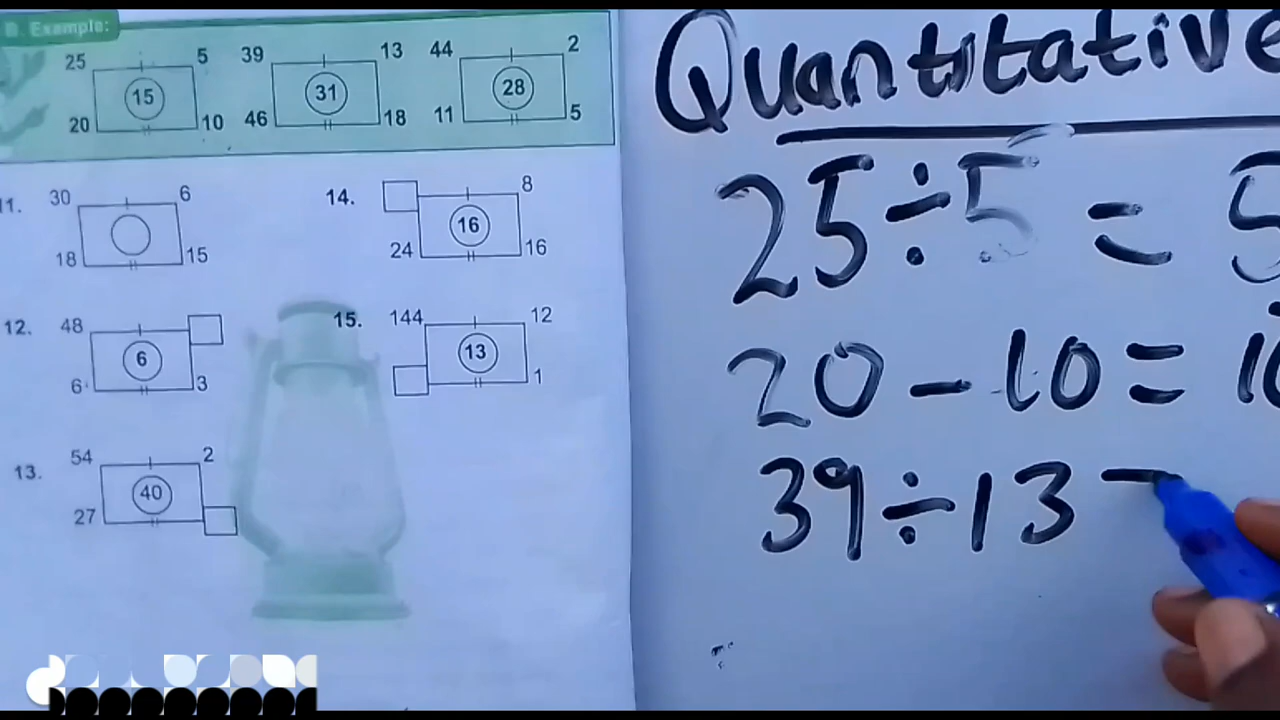 B. Example:
25 5 39 13 44 2
15 31 28
20 10 46 18 11 5
11. 30 6
18 15
14. 8
16
24 16
12. 48
6
6 3
15. 144 12
13
1
13. 54 2
40
27
Quantitative
25 ÷ 5 = 5
20 - 10 = 10
39 ÷ 13